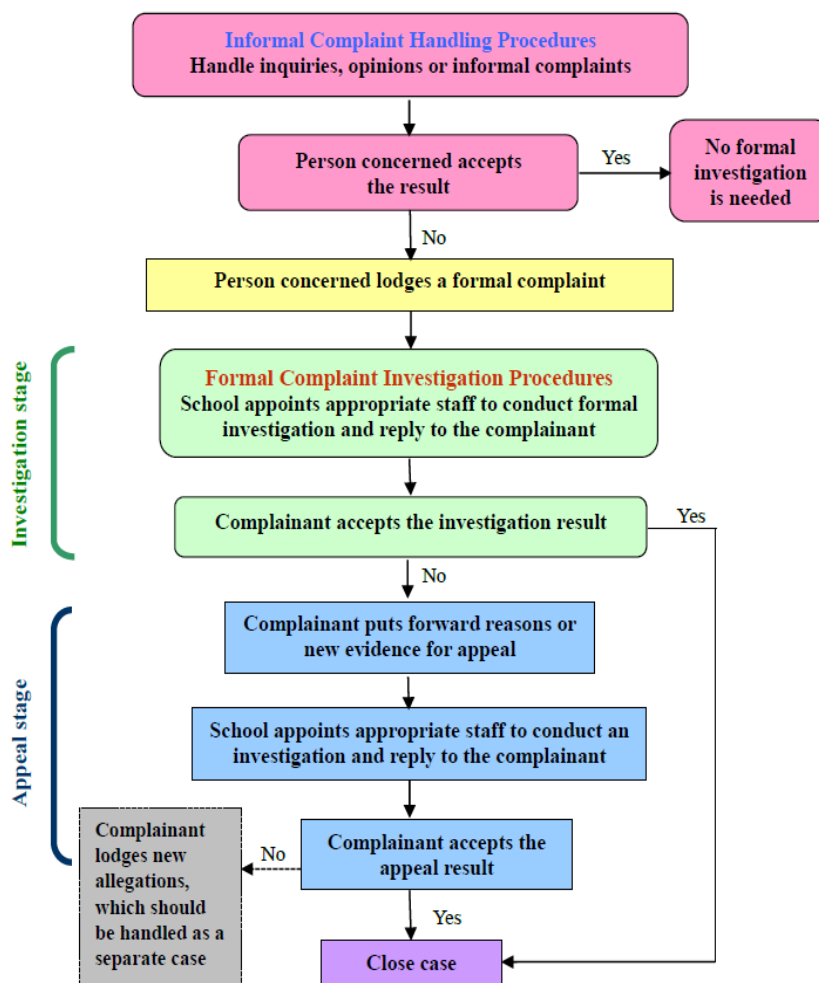 Informal Complaint Handling Procedures
Handle inquiries, opinions or informal complaints
Person concerned accepts
the result
Yes
No formal
investigation
is needed
No
Person concerned lodges a formal complaint
Investigation stage
Formal Complaint Investigation Procedures
School appoints appropriate staff to conduct formal
investigation and reply to the complainant
Complainant accepts the investigation result
Yes
No
Appeal stage
Complainant puts forward reasons or
new evidence for appeal
School appoints appropriate staff to conduct an
investigation and reply to the complainant
Complainant accepts the
appeal result
No
Complainant
lodges new
allegations,
which should
be handled as a
separate case
Yes
Close case